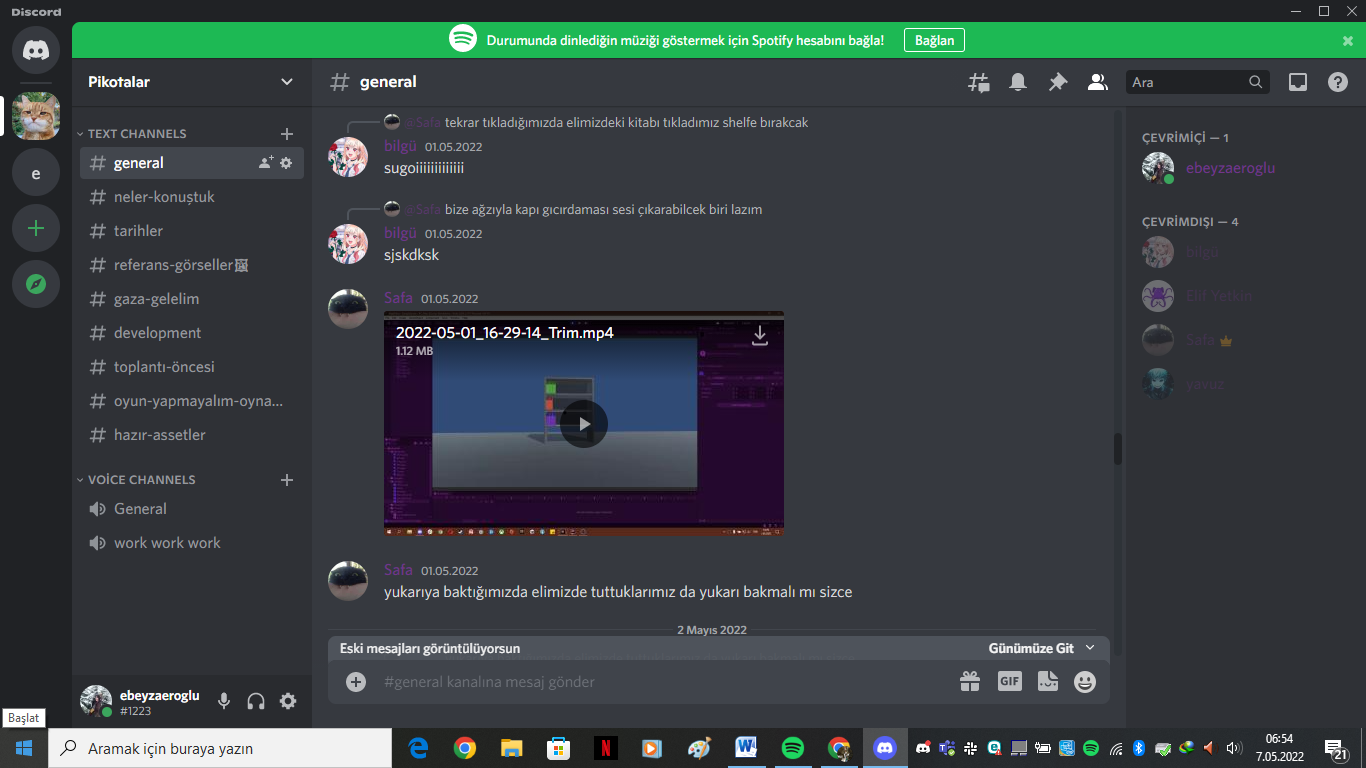 Discord
Durumunda dinlediğin müziği göstermek için Spotify hesabını bağla!
Bağlan
Pikotalar
general
Ara
TEXT CHANNELS
general
neler-konuştuk
tarihler
referans-görseller
gaza-gelelim
development
toplantı-öncesi
oyun-yapmayalım-oyna...
hazır-assetler
VOİCE CHANNELS
General
work work work
ebeyzaeroglu
#1223
@Safa tekrar tıkladığımızda elimizdeki kitabı tıkladımız shelfe bırakcak
bilgü 01.05.2022
sugoiiiiiiiiiiiii
@Safa bize ağzıyla kapı gıcırdaması sesi çıkarabilcek biri lazım
bilgü 01.05.2022
sjskdksk
Safa 01.05.2022
2022-05-01_16-29-14_Trim.mp4
1.12 MB
Safa 01.05.2022
yukarıya baktığımızda elimizde tuttuklarımız da yukarı bakmalı mı sizce
2 Mayıs 2022
Eski mesajları görüntülüyorsun
Günümüze Git
#general kanalına mesaj gönder
GIF
ÇEVRİMİÇİ — 1
ebeyzaeroglu
ÇEVRİMDIŞI — 4
bilgü
Elif Yetkin
Safa
yavuz
e
Başlat
Aramak için buraya yazın
06:54
7.05.2022
21